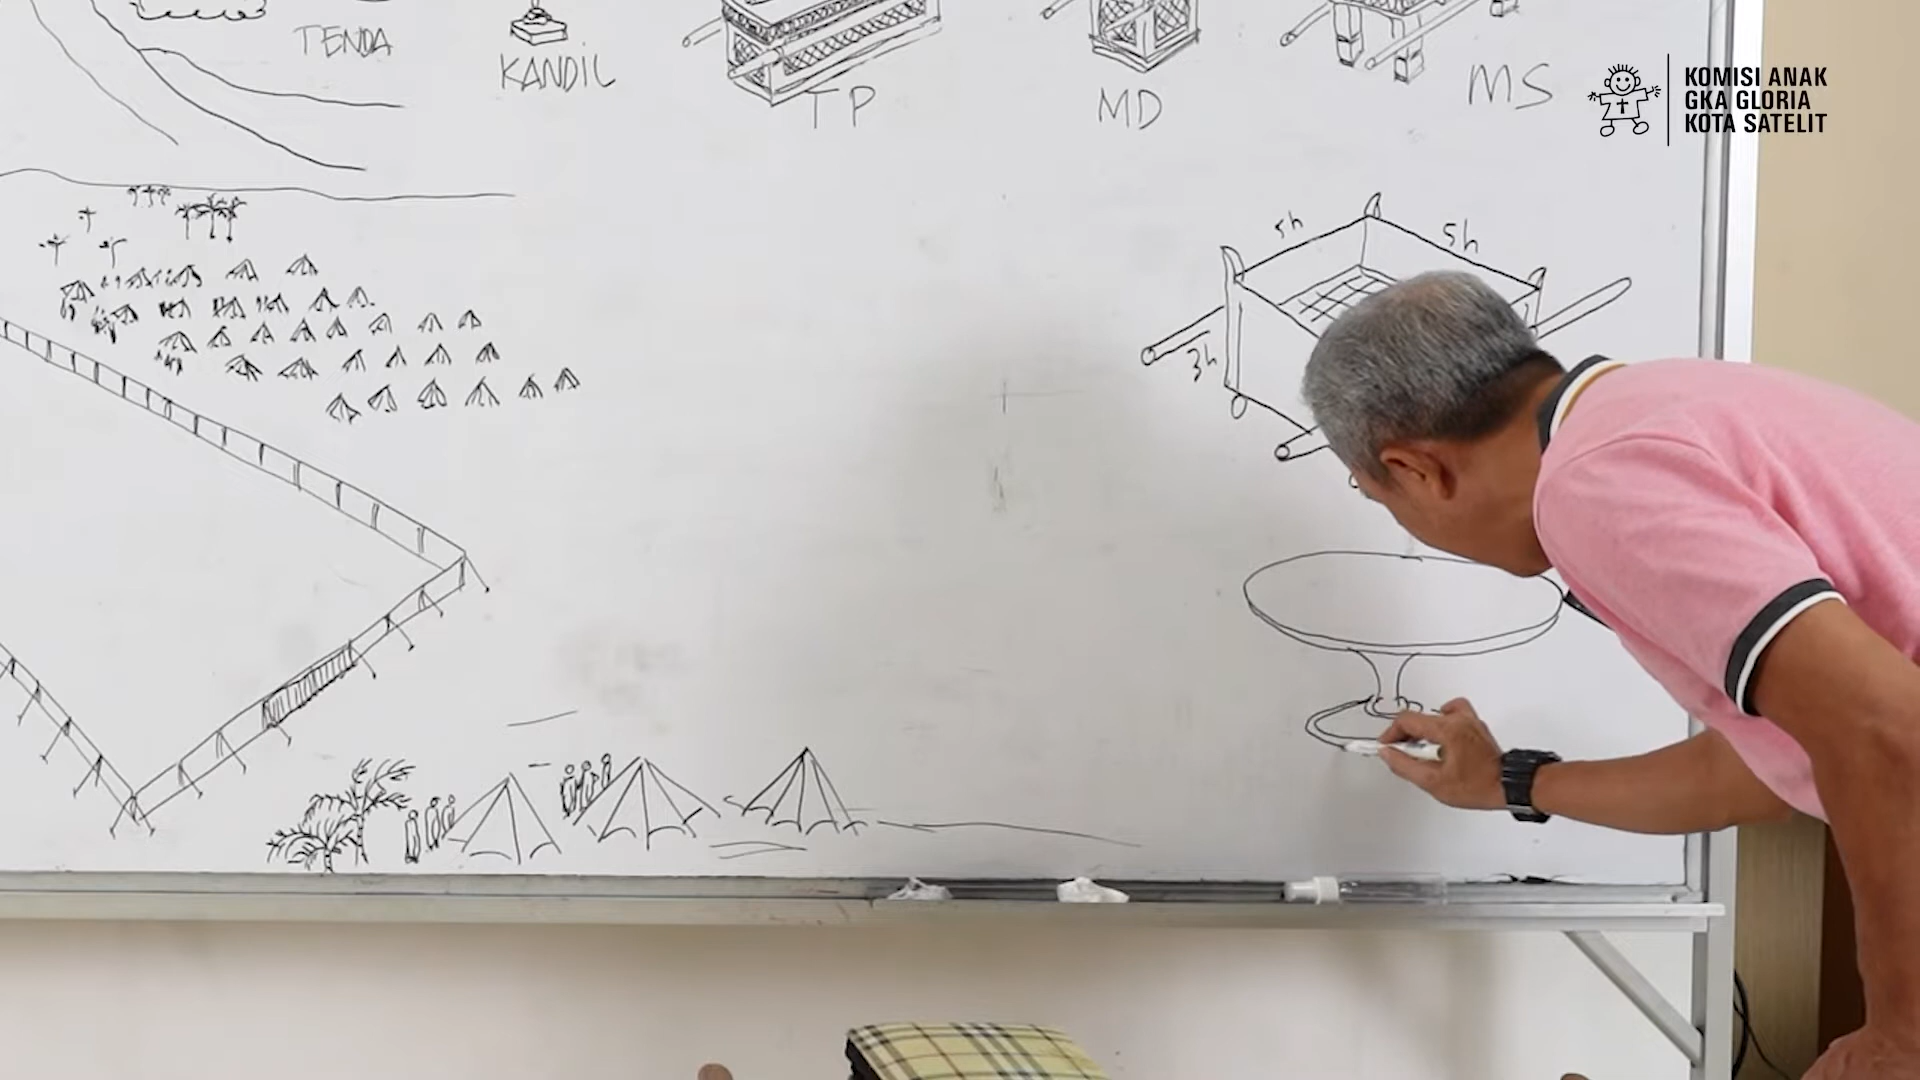 TENDA
KANDIL
TP
MD
MS
KOMISI ANAK
GKA GLORIA
KOTA SATELIT
5h
5h
3h